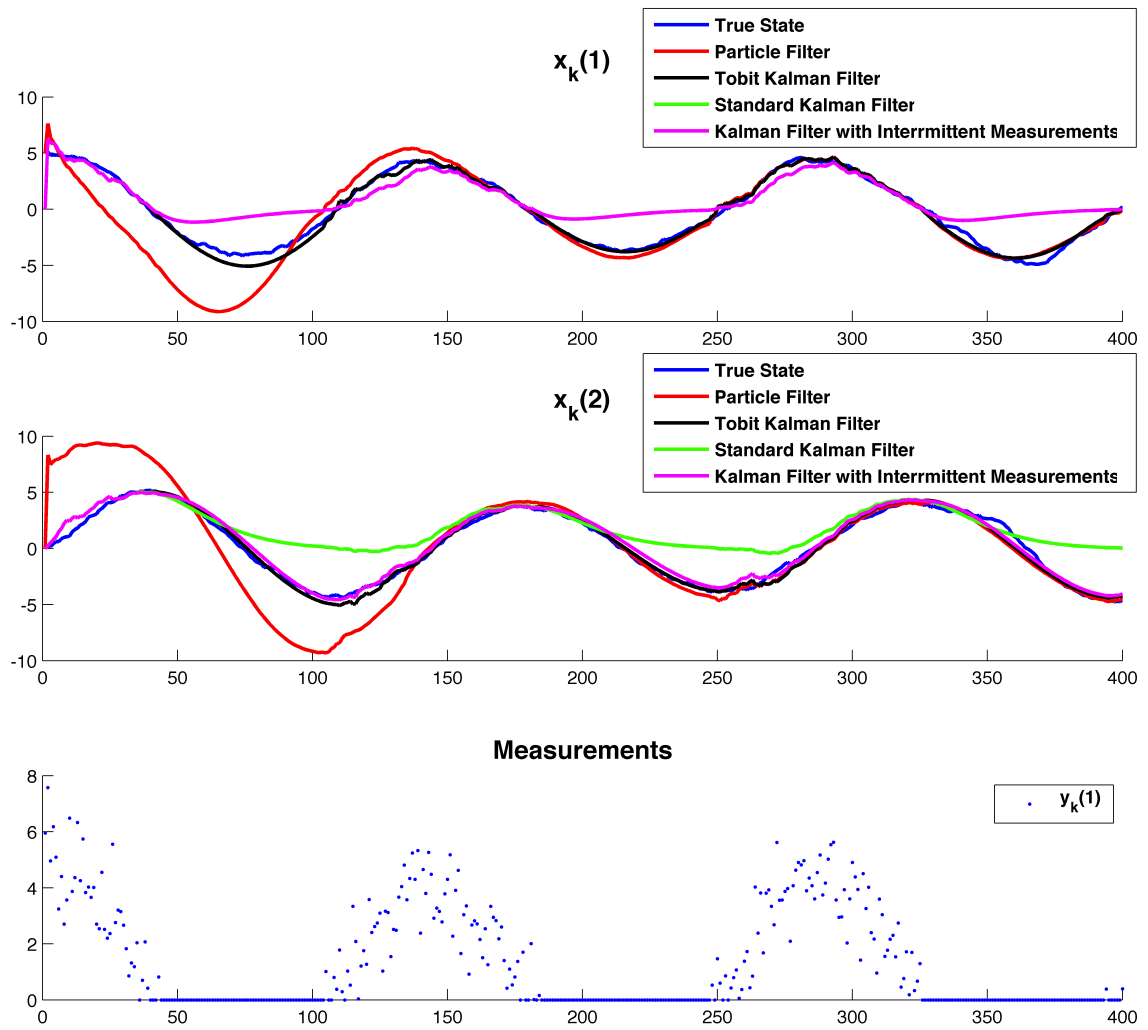 True State
Particle Filter
x_k(1)
Tobit Kalman Filter
Standard Kalman Filter
Kalman Filter with Interrmittent Measurements
10
5
0
-5
-10
0 50 100 150 200 250 300 350 400
True State
Particle Filter
x_k(2)
Tobit Kalman Filter
Standard Kalman Filter
Kalman Filter with Interrmittent Measurements
10
5
0
-5
-10
0 50 100 150 200 250 300 350 400
Measurements
8
y_k(1)
6
4
2
0
0 50 100 150 200 250 300 350 400